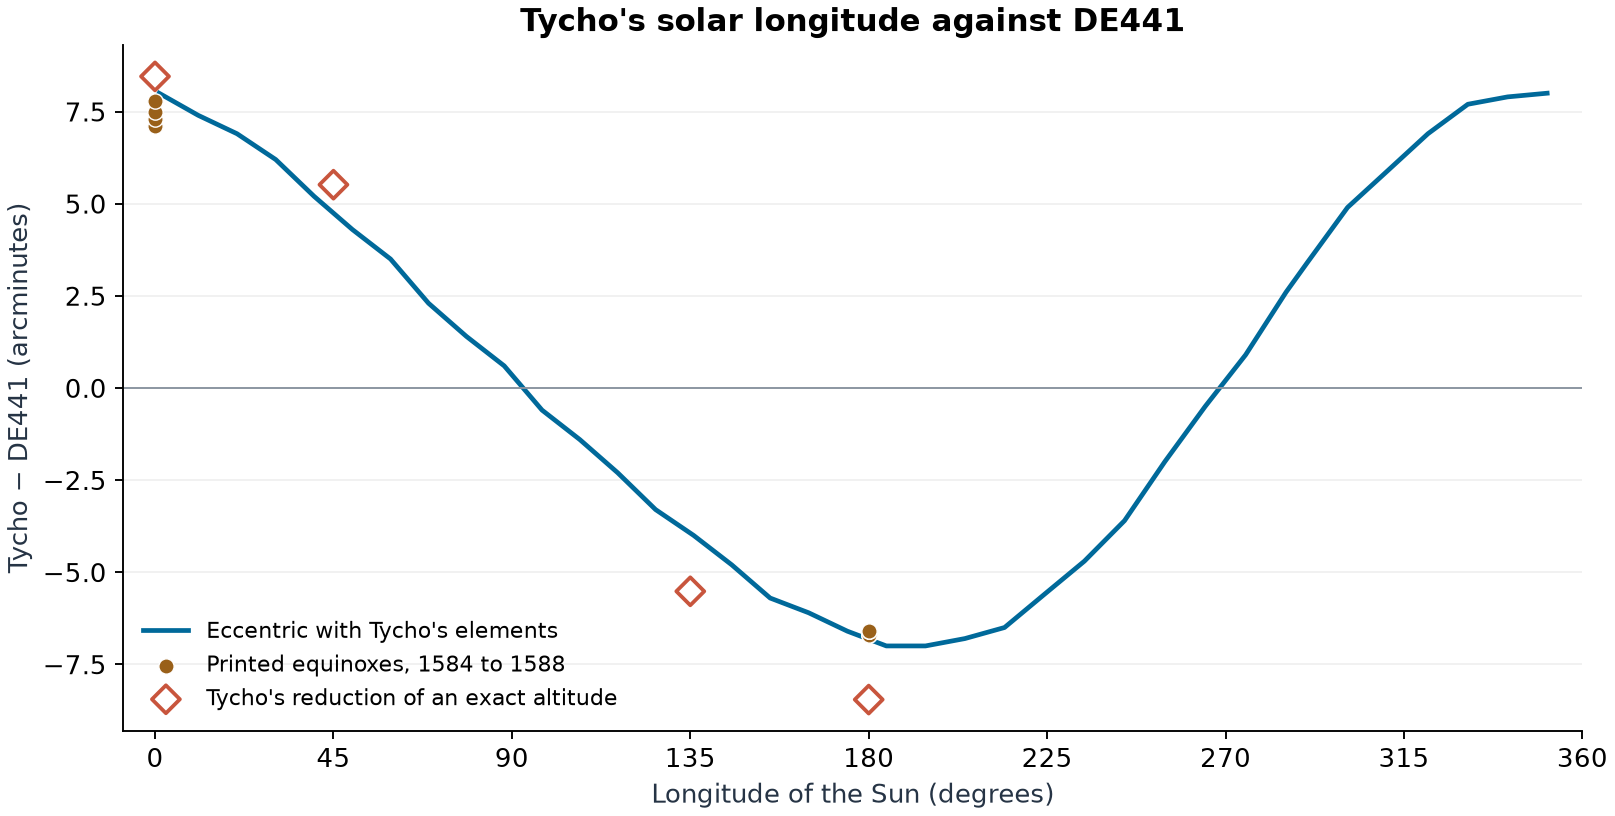 Tycho's solar longitude against DE441
Tycho − DE441 (arcminutes)
7.5
5.0
2.5
0.0
−2.5
−5.0
−7.5
Eccentric with Tycho's elements
Printed equinoxes, 1584 to 1588
Tycho's reduction of an exact altitude
0 45 90 135 180 225 270 315 360
Longitude of the Sun (degrees)